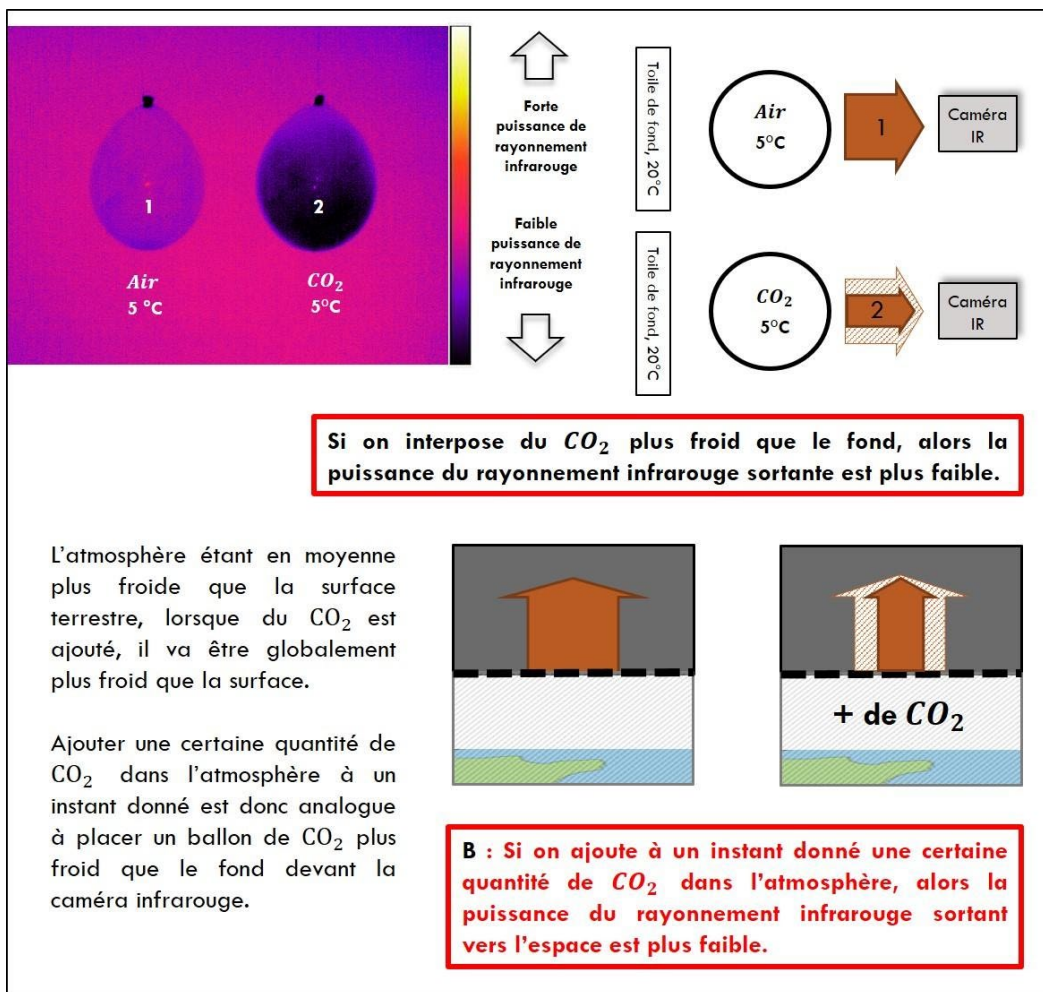 1
2
Air
5 °C
CO₂
5°C
Forte
puissance de
rayonnement
infrarouge
Faible
puissance de
rayonnement
infrarouge
Toile de fond, 20°C
Air
5°C
1
Caméra
IR
Toile de fond, 20°C
CO₂
5°C
2
Caméra
IR
Si on interpose du CO₂ plus froid que le fond, alors la
puissance du rayonnement infrarouge sortante est plus faible.
L'atmosphère étant en moyenne
plus froide que la surface
terrestre, lorsque du CO₂ est
ajouté, il va être globalement
plus froid que la surface.
Ajouter une certaine quantité de
CO₂ dans l'atmosphère à un
instant donné est donc analogue
à placer un ballon de CO₂ plus
froid que le fond devant la
caméra infrarouge.
+ de CO₂
B : Si on ajoute à un instant donné une certaine
quantité de CO₂ dans l'atmosphère, alors la
puissance du rayonnement infrarouge sortant
vers l'espace est plus faible.